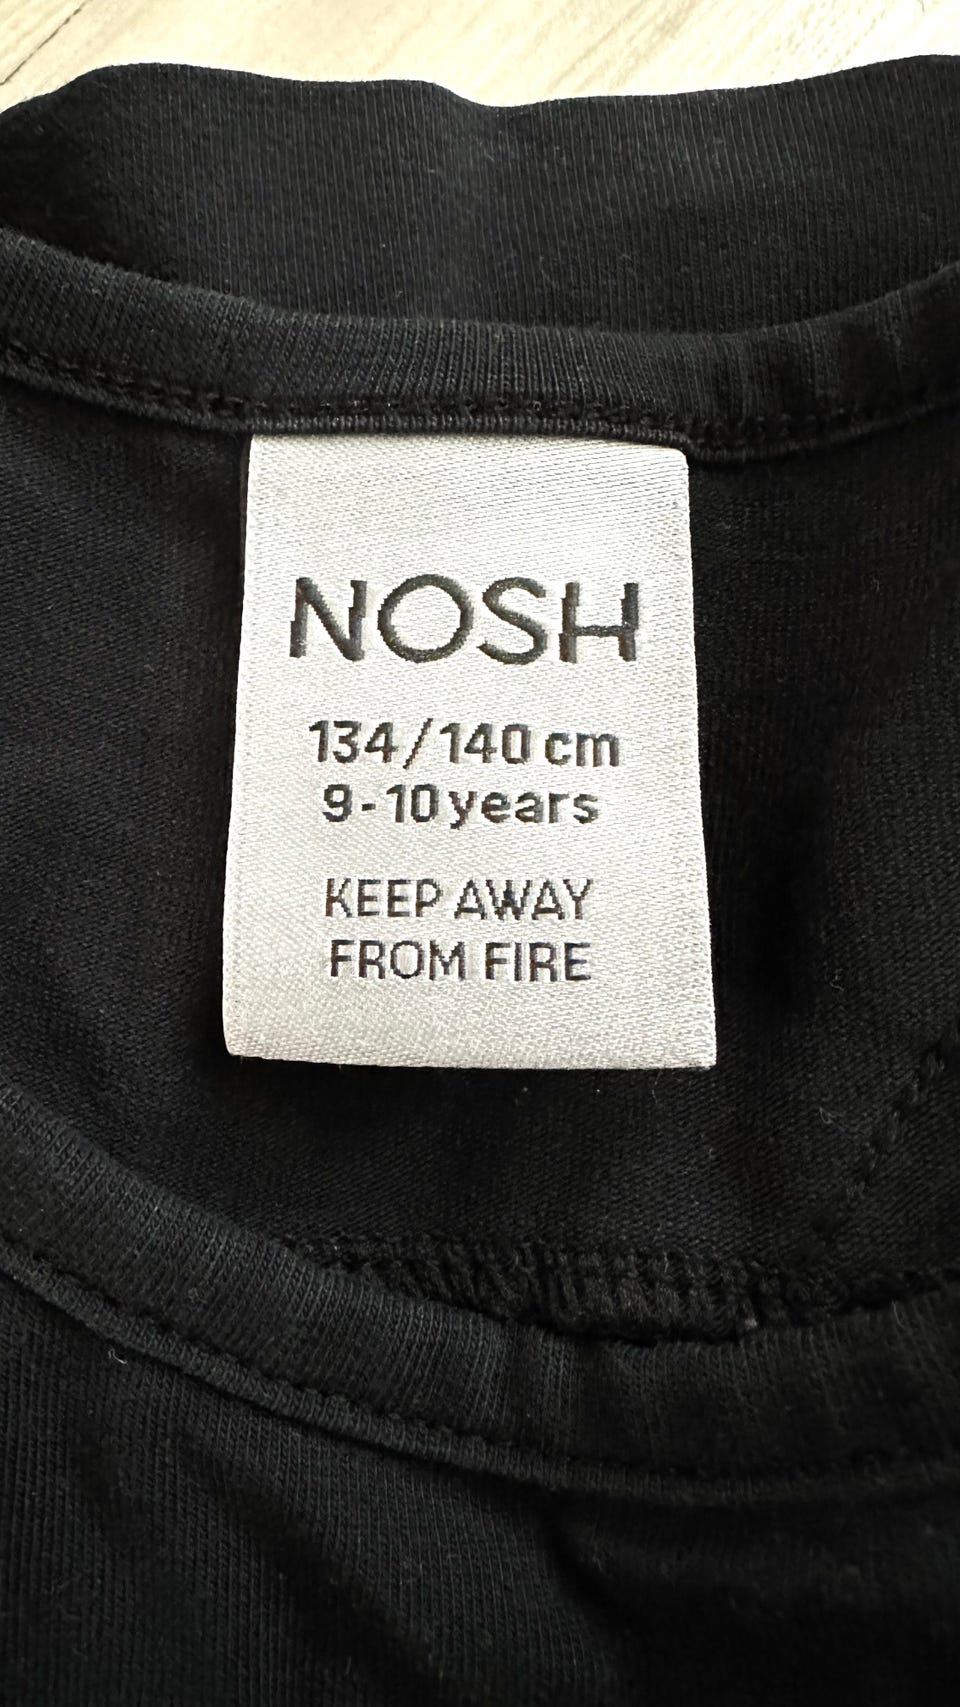 NOSH
134/140 cm
9-10 years
KEEP AWAY
FROM FIRE